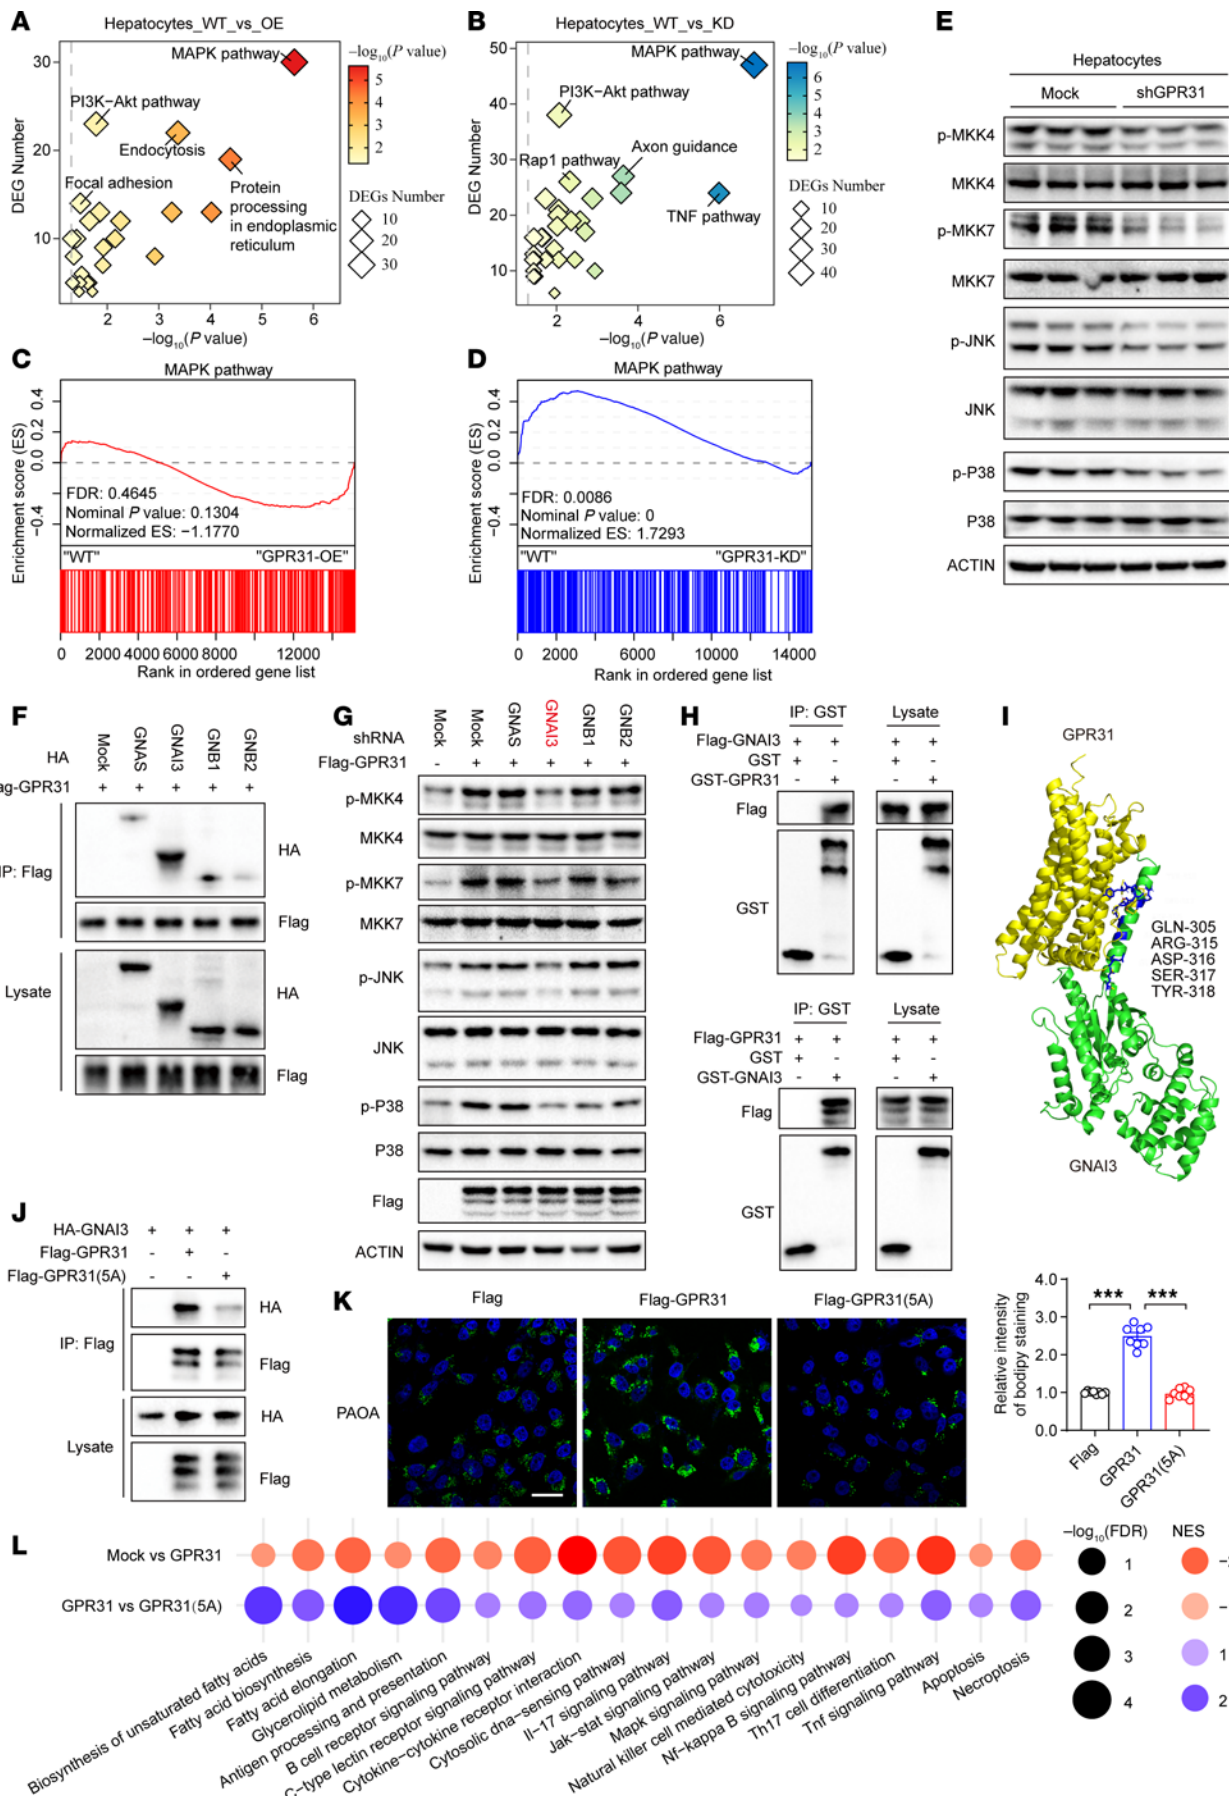 A
Hepatocytes_WT_vs_OE
DEG Number
30
20
10
MAPK pathway
PI3K−Akt pathway
Endocytosis
Focal adhesion
Protein
processing
in endoplasmic
reticulum
2 3 4 5 6
−log10(P value)
−log10(P value)
5
4
3
2
DEGs Number
10
20
30
B
Hepatocytes_WT_vs_KD
DEG Number
50
40
30
20
10
MAPK pathway
PI3K−Akt pathway
Rap1 pathway
Axon guidance
TNF pathway
2 4 6
−log10(P value)
−log10(P value)
6
5
4
3
2
DEGs Number
10
20
30
40
C
MAPK pathway
Enrichment score (ES)
0.4
0.2
0.0
−0.4
FDR: 0.4645
Nominal P value: 0.1304
Normalized ES: −1.1770
"WT" "GPR31-OE"
0 2000 4000 6000 8000 12000
Rank in ordered gene list
D
MAPK pathway
Enrichment score (ES)
0.4
0.2
0.0
−0.4
FDR: 0.0086
Nominal P value: 0
Normalized ES: 1.7293
"WT" "GPR31-KD"
0 2000 6000 10000 14000
Rank in ordered gene list
E
Hepatocytes
Mock shGPR31
p-MKK4
MKK4
p-MKK7
MKK7
p-JNK
JNK
p-P38
P38
ACTIN
F
HA
Mock GNAS GNAI3 GNB1 GNB2
ag-GPR31 + + + + +
IP: Flag
HA
Flag
Lysate
HA
Flag
G
shRNA
Mock Mock GNAS GNAI3 GNB1 GNB2
Flag-GPR31 - + + + + +
p-MKK4
MKK4
p-MKK7
MKK7
p-JNK
JNK
p-P38
P38
Flag
ACTIN
H
IP: GST Lysate
Flag-GNAI3 + + + +
GST + +
GST-GPR31 + +
Flag
GST
IP: GST Lysate
Flag-GPR31 + + + +
GST + +
GST-GNAI3 + +
Flag
GST
I
GPR31
GLN-305
ARG-315
ASP-316
SER-317
TYR-318
GNAI3
J
HA-GNAI3 + + +
Flag-GPR31 - + -
Flag-GPR31(5A) - - +
IP: Flag
HA
Flag
Lysate
HA
Flag
K
Flag Flag-GPR31 Flag-GPR31(5A)
PAOA
Relative intensity
of bodipy staining
4.0
3.0
2.0
1.0
0.0
*** ***
Flag
GPR31
GPR31(5A)
L
Mock vs GPR31
GPR31 vs GPR31(5A)
Biosynthesis of unsaturated fatty acids
Fatty acid biosynthesis
Fatty acid elongation
Glycerolipid metabolism
Antigen processing and presentation
B cell receptor signaling pathway
C−type lectin receptor signaling pathway
Cytokine−cytokine receptor interaction
Cytosolic dna−sensing pathway
Il−17 signaling pathway
Jak−stat signaling pathway
Mapk signaling pathway
Natural killer cell mediated cytotoxicity
Nf−kappa B signaling pathway
Th17 cell differentiation
Tnf signaling pathway
Apoptosis
Necroptosis
−log10(FDR)
1
2
3
4
NES
1
2